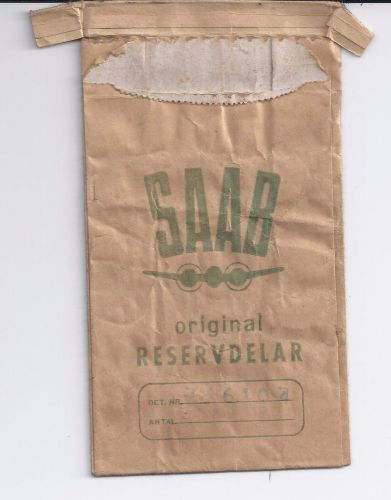 SAAB
original
RESERVDELAR
DET. NR.
ANTAL